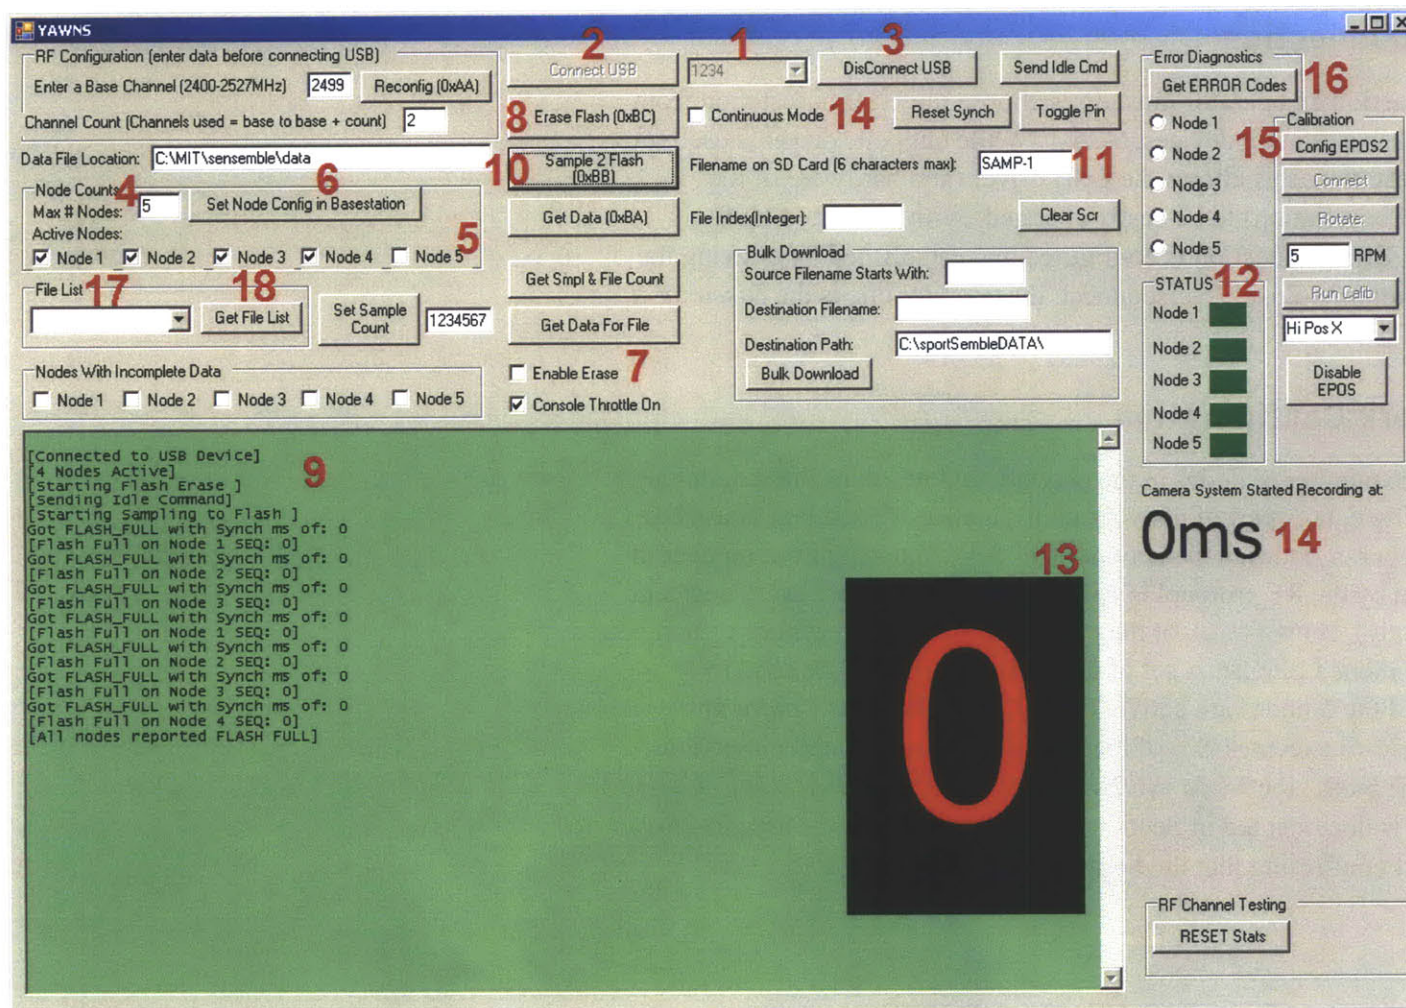 YAWNS
RF Configuration (enter data before connecting USB)
Enter a Base Channel (2400-2527MHz) 2499 Reconfig (0xAA)
Channel Count (Channels used = base to base + count) 2
2 Connect USB
1 1234
3 DisConnect USB
Send Idle Cmd
8 Erase Flash (0xBC)
Continuous Mode 14
Reset Synch
Toggle Pin
Data File Location: C:\MIT\sensemble\data
10 Sample 2 Flash (0xBB)
Filename on SD Card (6 characters max): SAMP-1 11
Node Counts
4 Max # Nodes: 5
6 Set Node Config in Basestation
Active Nodes:
Node 1 Node 2 Node 3 Node 4 Node 5 5
Get Data (0xBA)
File Index(Integer):
Clear Scr
File List 17
18 Get File List
Set Sample Count 1234567
Get Smpl & File Count
Get Data For File
Bulk Download
Source Filename Starts With:
Destination Filename:
Destination Path: C:\sportSembleDATA\
Bulk Download
Nodes With Incomplete Data
Node 1 Node 2 Node 3 Node 4 Node 5
Enable Erase 7
Console Throttle On
Error Diagnostics
Get ERROR Codes 16
Node 1
Node 2
Node 3
Node 4
Node 5
Calibration
15 Config EPOS2
Connect
Rotate:
5 RPM
Run Calib
Hi Pos X
Disable EPOS
STATUS 12
Node 1
Node 2
Node 3
Node 4
Node 5
9
[Connected to USB Device]
[4 Nodes Active]
[Starting Flash Erase ]
[Sending Idle Command]
[Starting Sampling to Flash ]
Got FLASH_FULL with Synch ms of: 0
[Flash Full on Node 1 SEQ: 0]
Got FLASH_FULL with Synch ms of: 0
[Flash Full on Node 2 SEQ: 0]
Got FLASH_FULL with Synch ms of: 0
[Flash Full on Node 3 SEQ: 0]
Got FLASH_FULL with Synch ms of: 0
[Flash Full on Node 1 SEQ: 0]
Got FLASH_FULL with Synch ms of: 0
[Flash Full on Node 2 SEQ: 0]
Got FLASH_FULL with Synch ms of: 0
[Flash Full on Node 3 SEQ: 0]
Got FLASH_FULL with Synch ms of: 0
[Flash Full on Node 4 SEQ: 0]
[All nodes reported FLASH FULL]
13
0
Camera System Started Recording at:
0ms 14
RF Channel Testing
RESET Stats